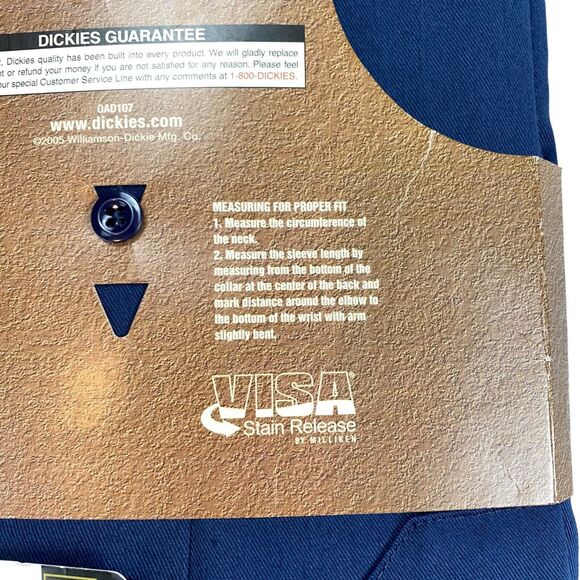 DICKIES GUARANTEE
2, Dickies quality has been built into every product. We will gladly replace
nt or refund your money if you are not satisfied for any reason. Please feel
our special Customer Service Line with any comments at 1-800-DICKIES.
OAD107
www.dickies.com
©2005 Williamson-Dickie Mfg. Co.
MEASURING FOR PROPER FIT
1. Measure the circumference of
the neck.
2. Measure the sleeve length by
measuring from the bottom of the
collar at the center of the back and
mark distance around the elbow to
the bottom of the wrist with arm
slightly bent.
VISA®
Stain Release
BY MILLIKEN